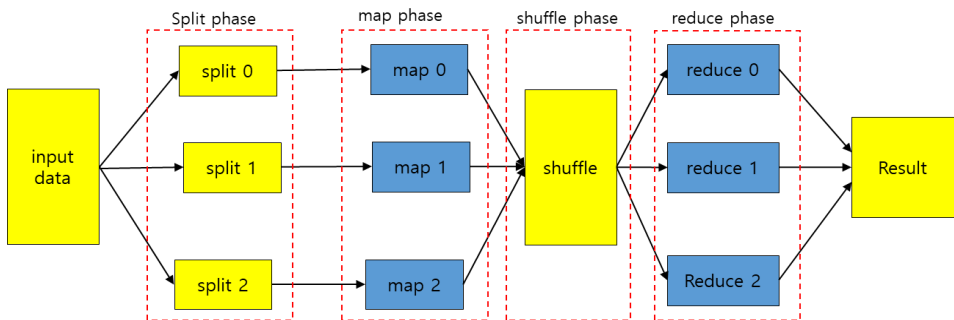 Split phase
map phase
shuffle phase
reduce phase
input
data
split 0
split 1
split 2
map 0
map 1
map 2
shuffle
reduce 0
reduce 1
Reduce 2
Result